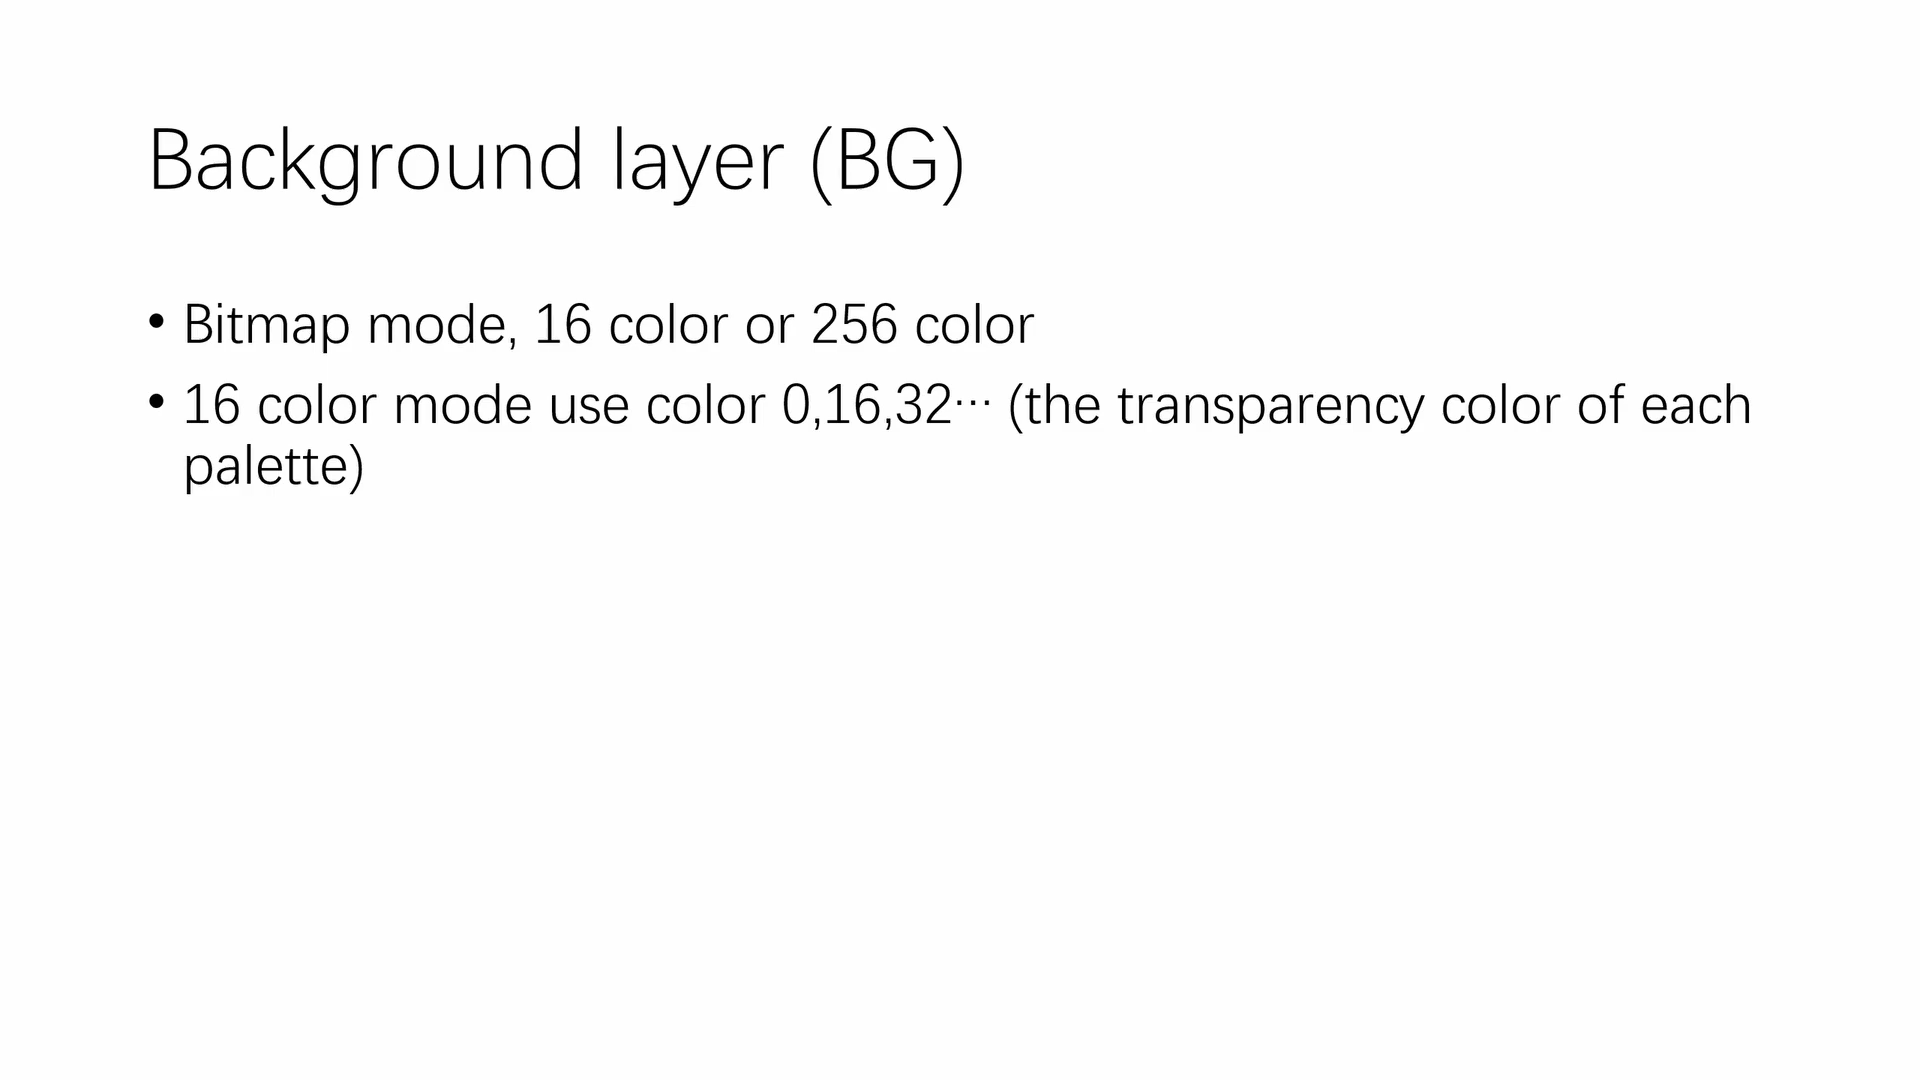 Background layer (BG)
• Bitmap mode, 16 color or 256 color
• 16 color mode use color 0,16,32⋯ (the transparency color of each
palette)